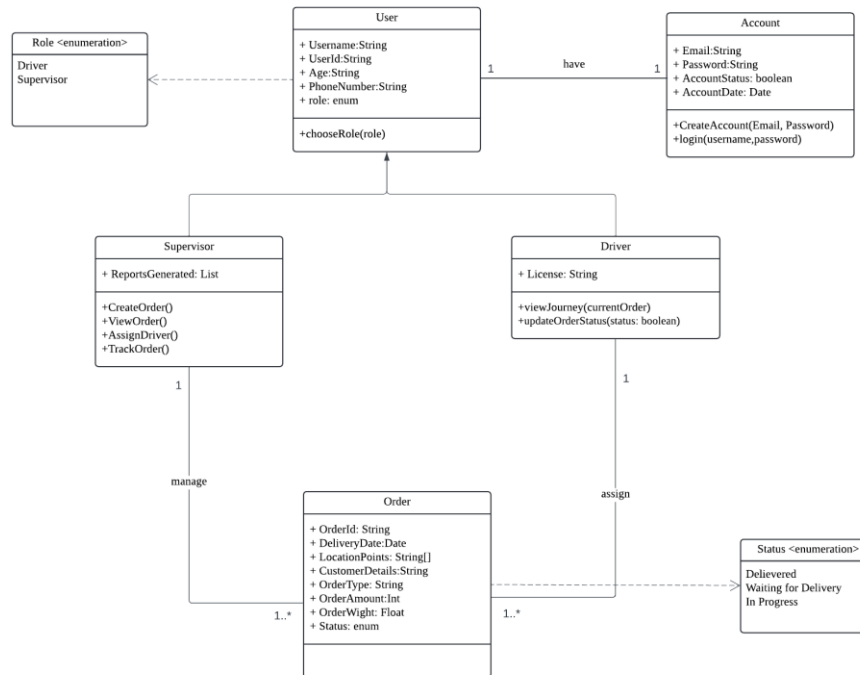 User
+ Username:String
+ UserId:String
+ Age:String
+ PhoneNumber:String
+ role: enum
+chooseRole(role)
Role <enumeration>
Driver
Supervisor
1
have
1
Account
+ Email:String
+ Password:String
+ AccountStatus: boolean
+ AccountDate: Date
+CreateAccount(Email, Password)
+login(username,password)
Supervisor
+ ReportsGenerated: List
+CreateOrder()
+ViewOrder()
+AssignDriver()
+TrackOrder()
Driver
+ License: String
+viewJourney(currentOrder)
+updateOrderStatus(status: boolean)
1
manage
1..*
1
assign
1..*
Order
+ OrderId: String
+ DeliveryDate:Date
+ LocationPoints: String[]
+ CustomerDetails:String
+ OrderType: String
+ OrderAmount:Int
+ OrderWight: Float
+ Status: enum
Status <enumeration>
Delievered
Waiting for Delivery
In Progress